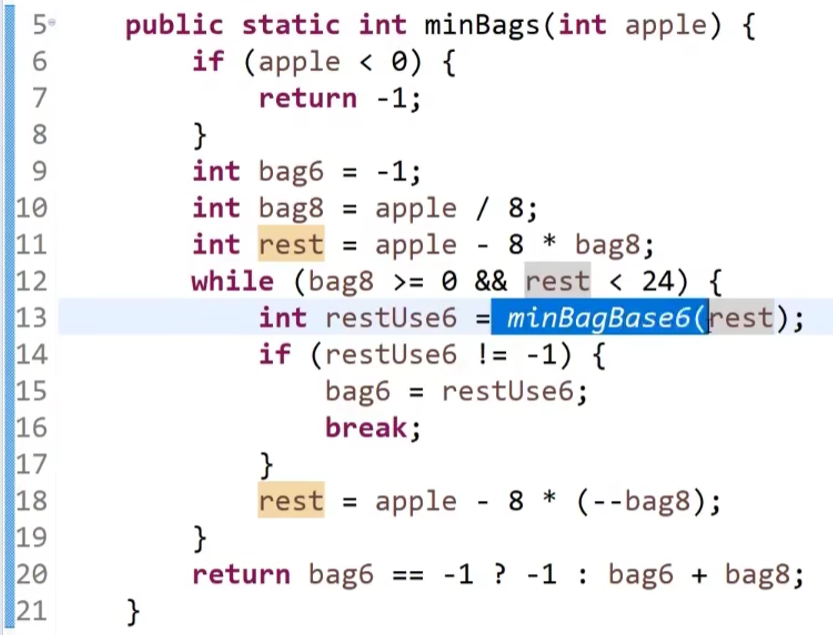 5 public static int minBags(int apple) {
6 if (apple < 0) {
7 return -1;
8 }
9 int bag6 = -1;
10 int bag8 = apple / 8;
11 int rest = apple - 8 * bag8;
12 while (bag8 >= 0 && rest < 24) {
13 int restUse6 = minBagBase6(rest);
14 if (restUse6 != -1) {
15 bag6 = restUse6;
16 break;
17 }
18 rest = apple - 8 * (--bag8);
19 }
20 return bag6 == -1 ? -1 : bag6 + bag8;
21 }